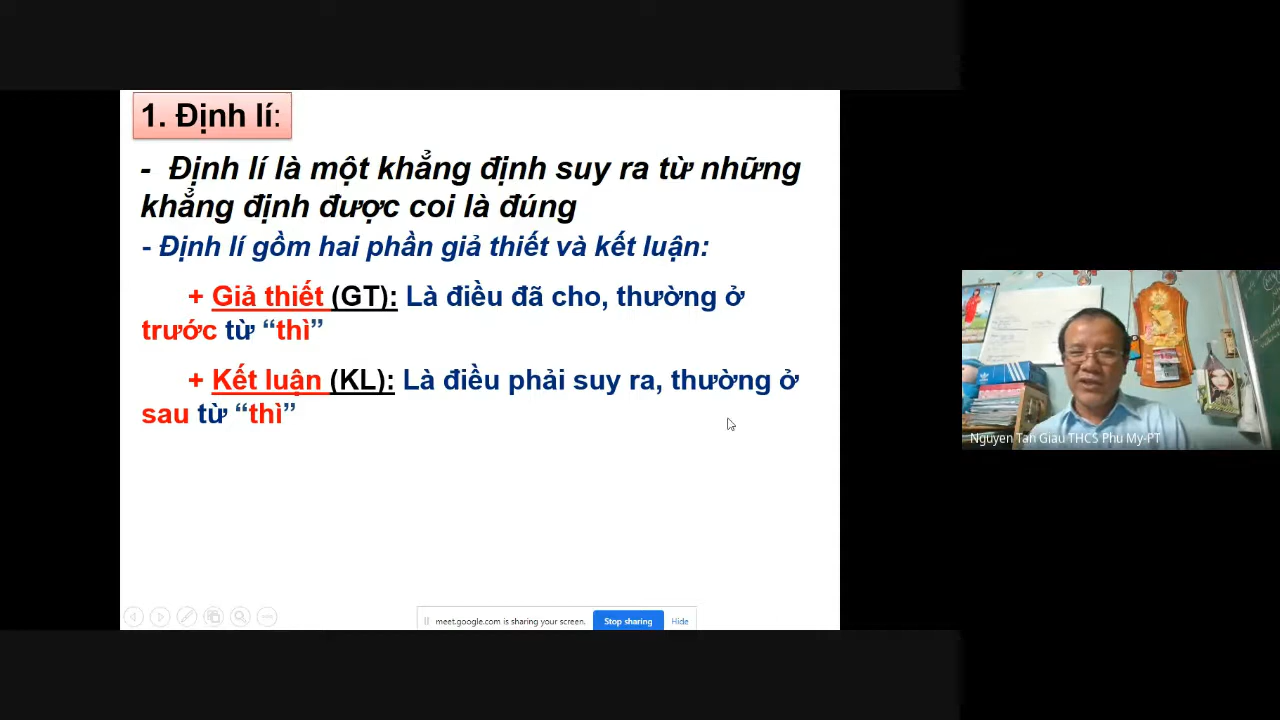 1. Định lí:
- Định lí là một khẳng định suy ra từ những
khẳng định được coi là đúng
- Định lí gồm hai phần giả thiết và kết luận:
+ Giả thiết (GT): Là điều đã cho, thường ở
trước từ “thì”
+ Kết luận (KL): Là điều phải suy ra, thường ở
sau từ “thì”
meet.google.com is sharing your screen. Stop sharing Hide
Nguyen Tan Giau THCS Phu My-PT
adidas